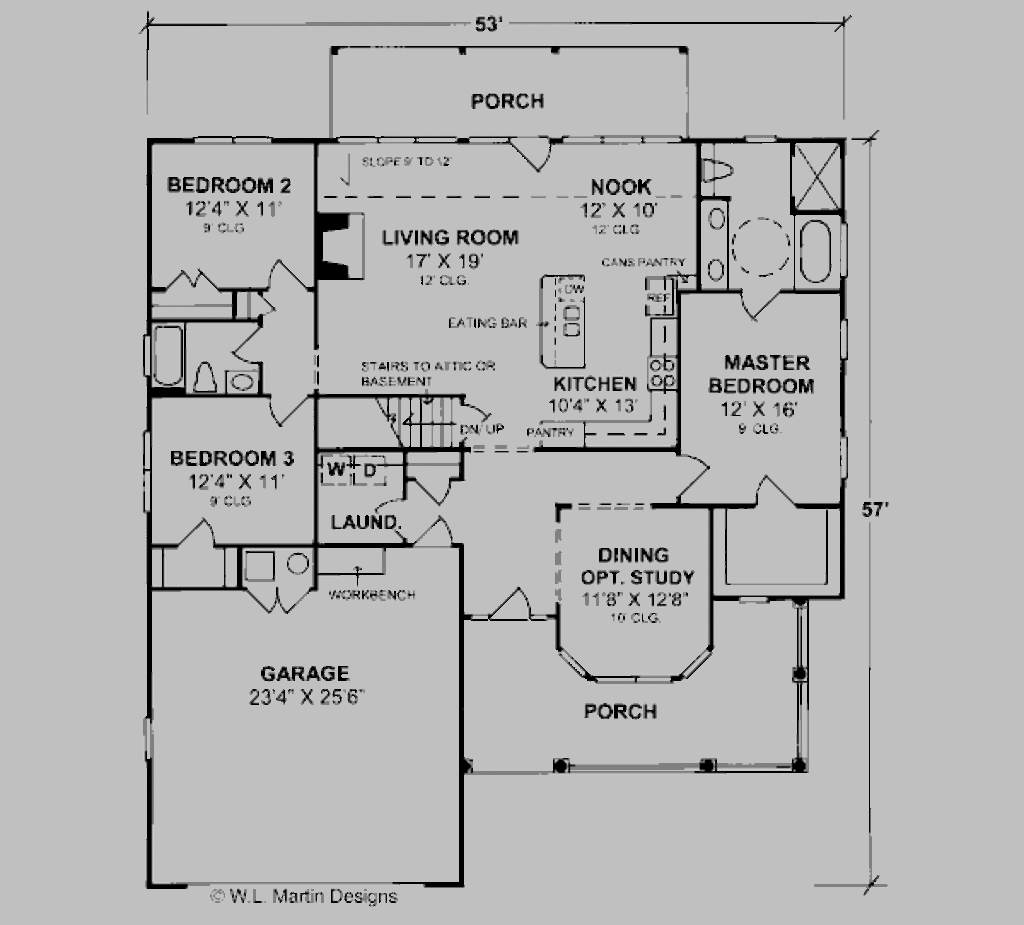 53'
PORCH
SLOPE 9' TO 12'
BEDROOM 2
12'4" X 11'
9' CLG
NOOK
12' X 10'
12' CLG
LIVING ROOM
17' X 19'
12' CLG.
CANS PANTRY
DW
REF
EATING BAR
STAIRS TO ATTIC OR
BASEMENT
KITCHEN
10'4" X 13'
MASTER
BEDROOM
12' X 16'
9' CLG.
DN/ UP
PANTRY
BEDROOM 3
12'4" X 11'
9' CLG
W D
LAUND.
57'
DINING
OPT. STUDY
11'8" X 12'8"
10' CLG.
WORKBENCH
GARAGE
23'4" X 25'6"
PORCH
© W.L. Martin Designs